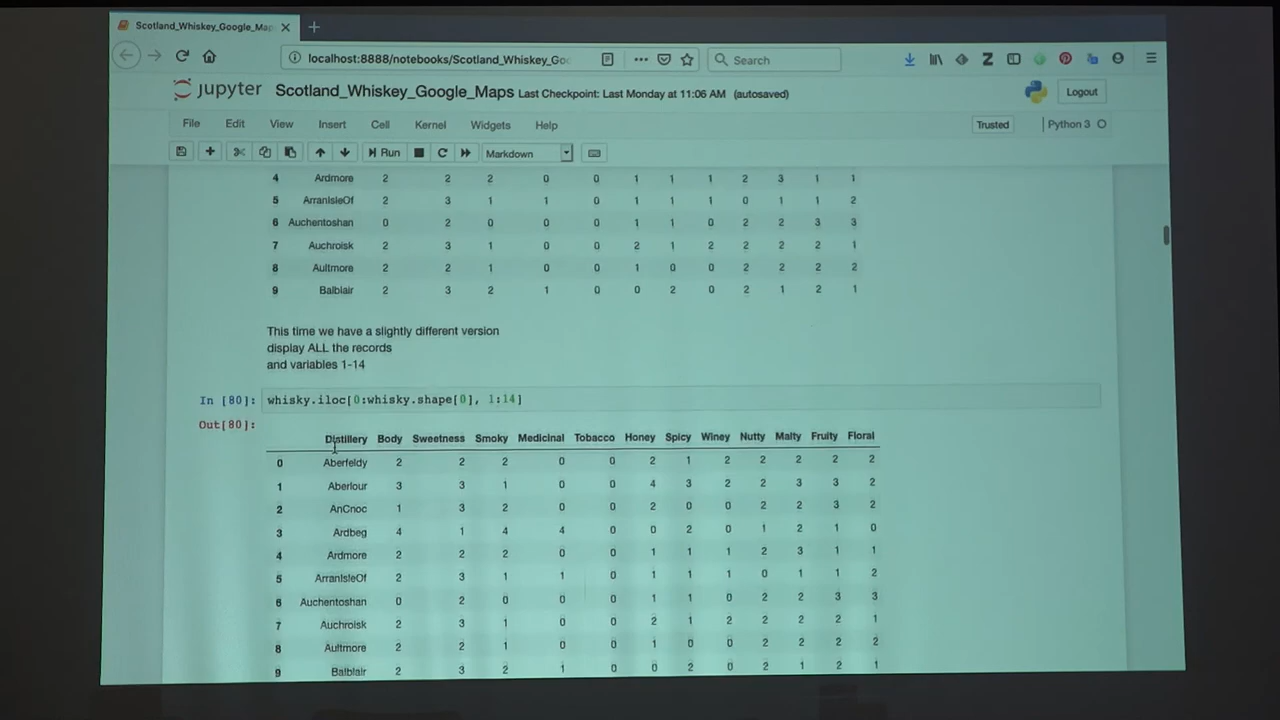 Scotland_Whiskey_Google_Map
localhost:8888/notebooks/Scotland_Whiskey_Goo
Search
jupyter Scotland_Whiskey_Google_Maps Last Checkpoint: Last Monday at 11:06 AM (autosaved)
Logout
File Edit View Insert Cell Kernel Widgets Help
Trusted
Python 3
Run
Markdown
4 Ardmore 2 2 2 0 0 1 1 1 2 3 1 1
5 ArranIsleOf 2 3 1 1 0 1 1 1 0 1 1 2
6 Auchentoshan 0 2 0 0 0 1 1 0 2 2 3 3
7 Auchroisk 2 3 1 0 0 2 1 2 2 2 2 1
8 Aultmore 2 2 1 0 0 1 0 0 2 2 2 2
9 Balblair 2 3 2 1 0 0 2 0 2 1 2 1
This time we have a slightly different version
display ALL the records
and variables 1-14
In [80]: whisky.iloc[0:whisky.shape[0], 1:14]
Out[80]:
Distillery Body Sweetness Smoky Medicinal Tobacco Honey Spicy Winey Nutty Malty Fruity Floral
0 Aberfeldy 2 2 2 0 0 2 1 2 2 2 2 2
1 Aberlour 3 3 1 0 0 4 3 2 2 3 3 2
2 AnCnoc 1 3 2 0 0 2 0 0 2 2 3 2
3 Ardbeg 4 1 4 4 0 0 2 0 1 2 1 0
4 Ardmore 2 2 2 0 0 1 1 1 2 3 1 1
5 ArranIsleOf 2 3 1 1 0 1 1 1 0 1 1 2
6 Auchentoshan 0 2 0 0 0 1 1 0 2 2 3 3
7 Auchroisk 2 3 1 0 0 2 1 2 2 2 2 1
8 Aultmore 2 2 1 0 0 1 0 0 2 2 2 2
9 Balblair 2 3 2 1 0 0 2 0 2 1 2 1